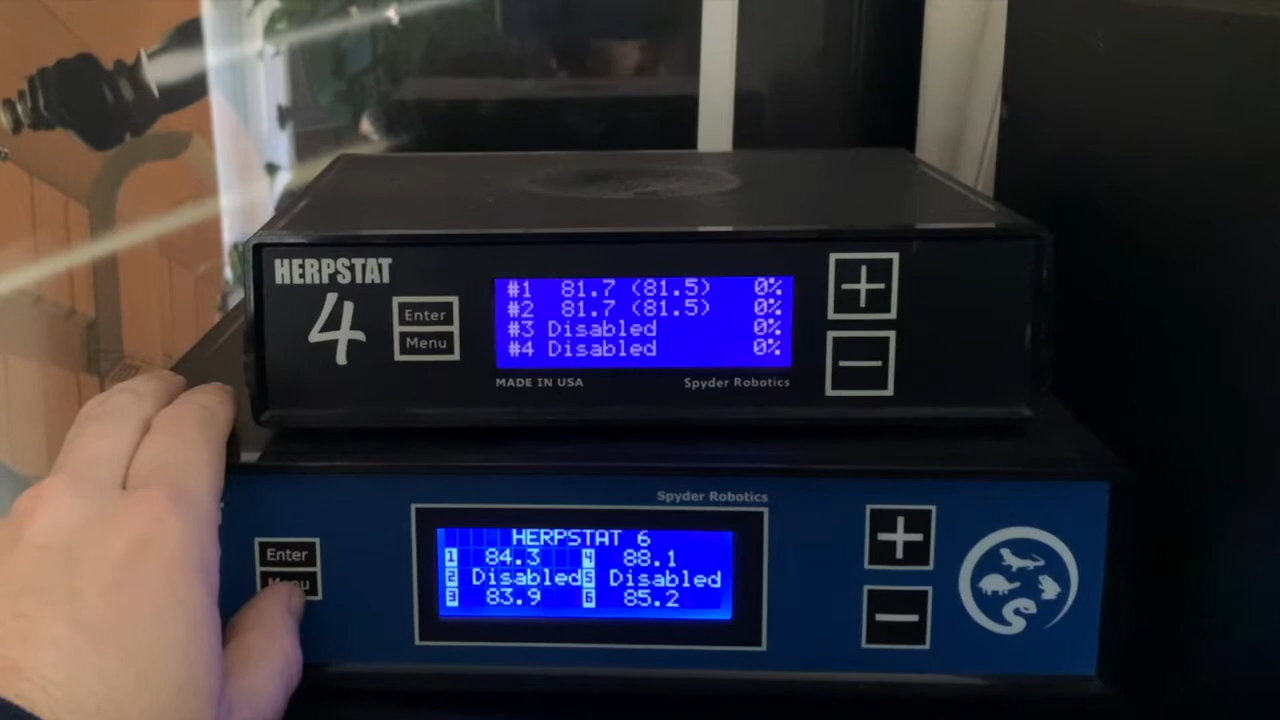 HERPSTAT
4
Enter
Menu
#1 81.7 (81.5) 0%
#2 81.7 (81.5) 0%
#3 Disabled 0%
#4 Disabled 0%
MADE IN USA Spyder Robotics
+
−
Spyder Robotics
Enter
Menu
HERPSTAT 6
1 84.3 4 88.1
2 Disabled 5 Disabled
3 83.9 6 85.2
+
−